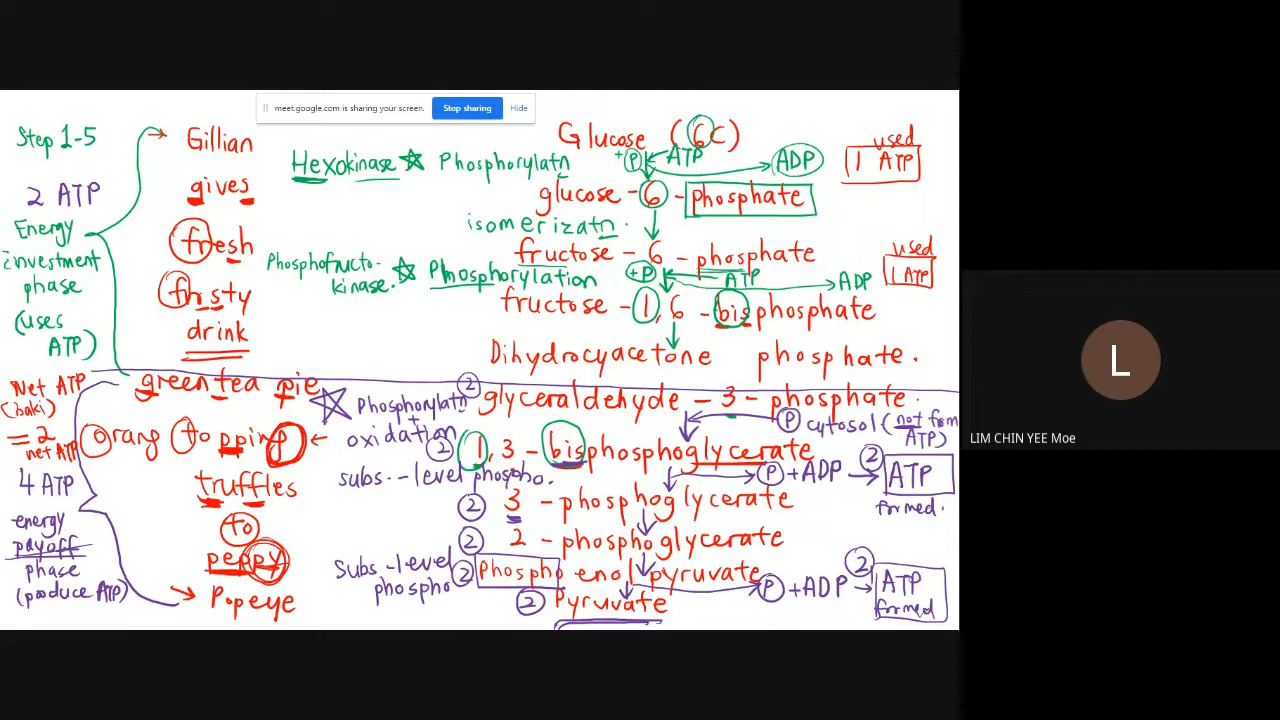 meet.google.com is sharing your screen. Stop sharing Hide
Step 1-5
2 ATP
Energy
investment
phase
(uses
ATP)
Net ATP
(baki)
= 2
net ATP
4 ATP
energy
payoff
phase
(produce ATP)
Gillian
gives
fresh
frosty
drink
green tea pie
Orang to pping
truffles
to
peppy
Popeye
Glucose (6C)
Hexokinase Phosphorylatn
+ P ATP ADP
used
1 ATP
glucose - 6 - phosphate
isomerizatn.
fructose - 6 - phosphate
Phosphofructo-
kinase. Phosphorylation
+P ATP ADP
used
1 ATP
fructose - 1, 6 - bisphosphate
Dihydrocyacetone phosphate.
2 glyceraldehyde - 3 - phosphate.
Phosphorylatn
+
oxidation
P cytosol (not from
ATP)
2 1, 3 - bisphosphoglycerate
subs. - level phospho.
P + ADP → 2 ATP
formed.
2 3 - phosphoglycerate
2 2 - phosphoglycerate
Subs - level
phospho
2 Phospho enol pyruvate
P + ADP → 2 ATP
formed
2 Pyruvate
L
LIM CHIN YEE Moe